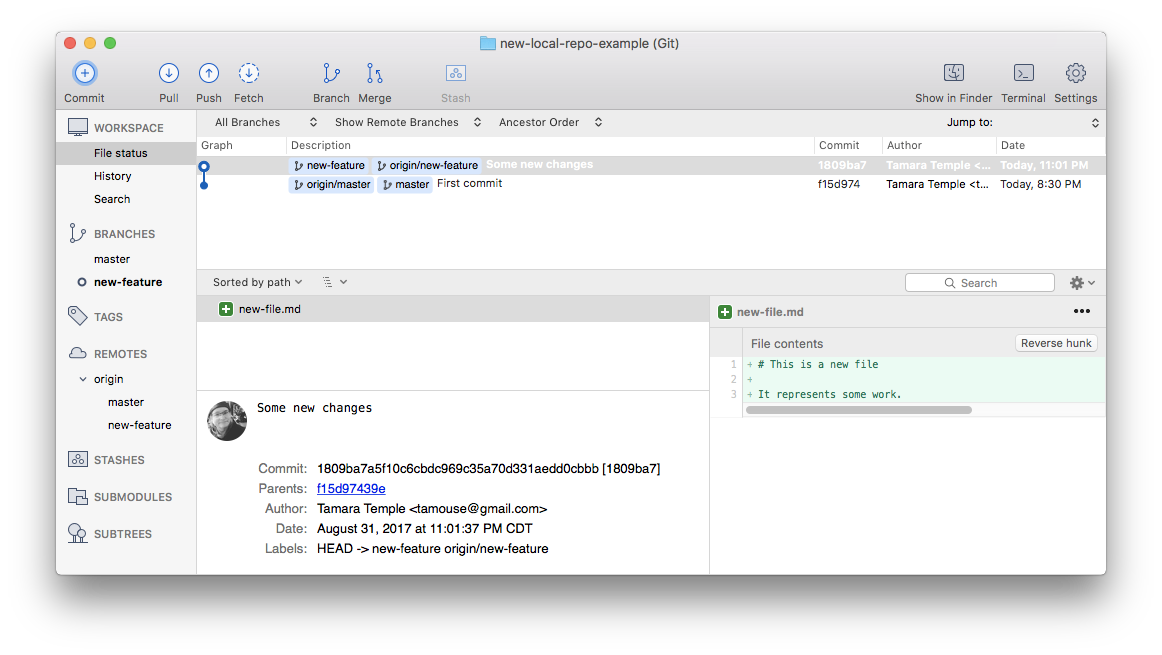 new-local-repo-example (Git)
Commit Pull Push Fetch Branch Merge Stash Show in Finder Terminal Settings
WORKSPACE
File status
History
Search
BRANCHES
master
new-feature
TAGS
REMOTES
origin
master
new-feature
STASHES
SUBMODULES
SUBTREES
All Branches Show Remote Branches Ancestor Order Jump to:
Graph Description Commit Author Date
new-feature origin/new-feature Some new changes 1809ba7 Tamara Temple <... Today, 11:01 PM
origin/master master First commit f15d974 Tamara Temple <t... Today, 8:30 PM
Sorted by path Search
new-file.md
Some new changes
Commit: 1809ba7a5f10c6cbdc969c35a70d331aedd0cbbb [1809ba7]
Parents: f15d97439e
Author: Tamara Temple <tamouse@gmail.com>
Date: August 31, 2017 at 11:01:37 PM CDT
Labels: HEAD -> new-feature origin/new-feature
new-file.md
File contents Reverse hunk
1 + # This is a new file
2 +
3 + It represents some work.